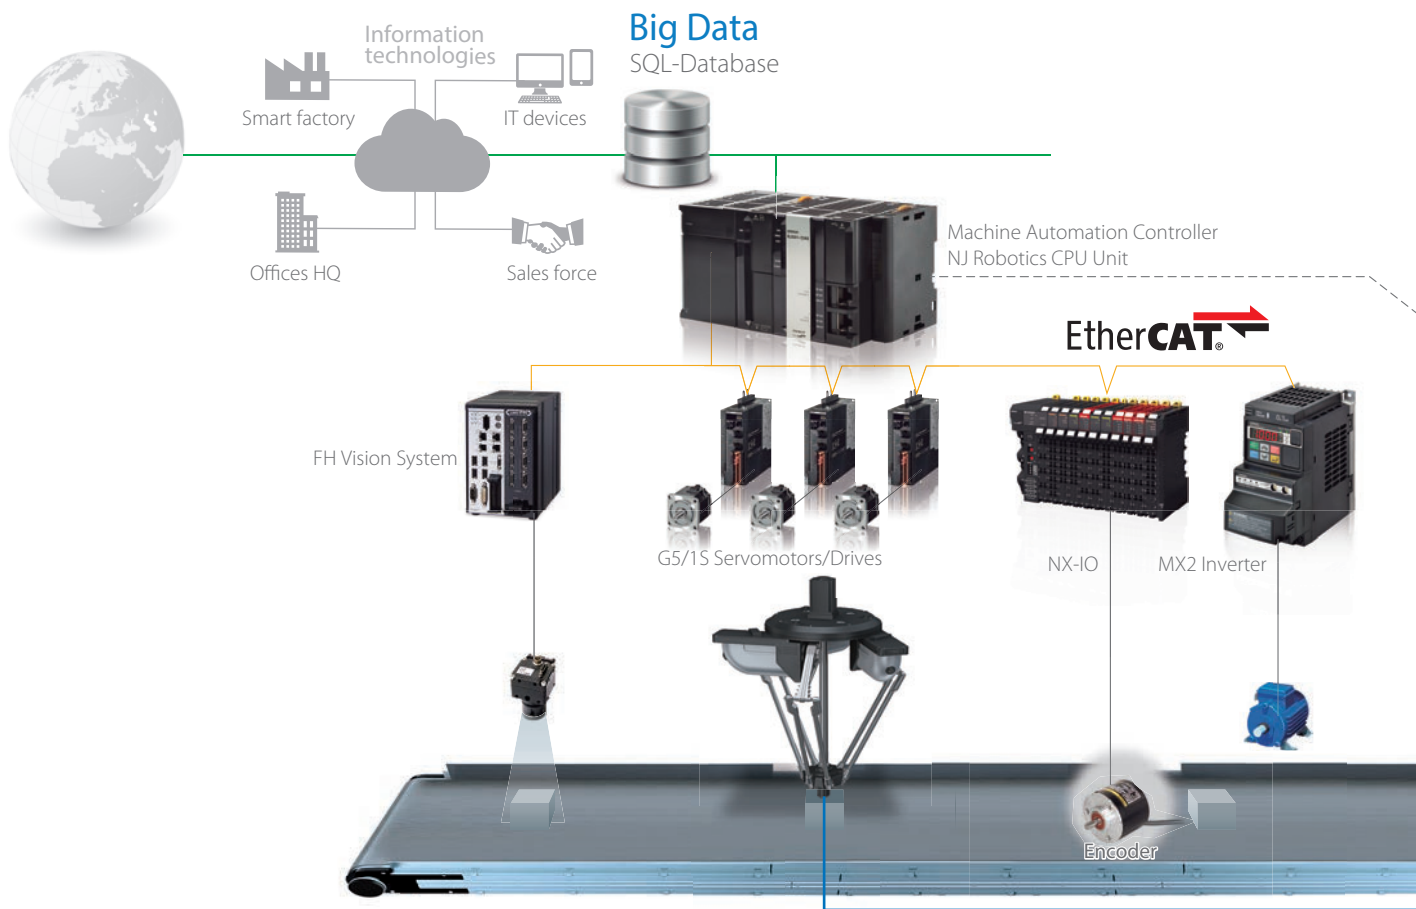 Information
technologies
Big Data
SQL-Database
Smart factory
IT devices
Offices HQ
Sales force
Machine Automation Controller
NJ Robotics CPU Unit
EtherCAT®
FH Vision System
G5/1S Servomotors/Drives
NX-IO
MX2 Inverter
Encoder